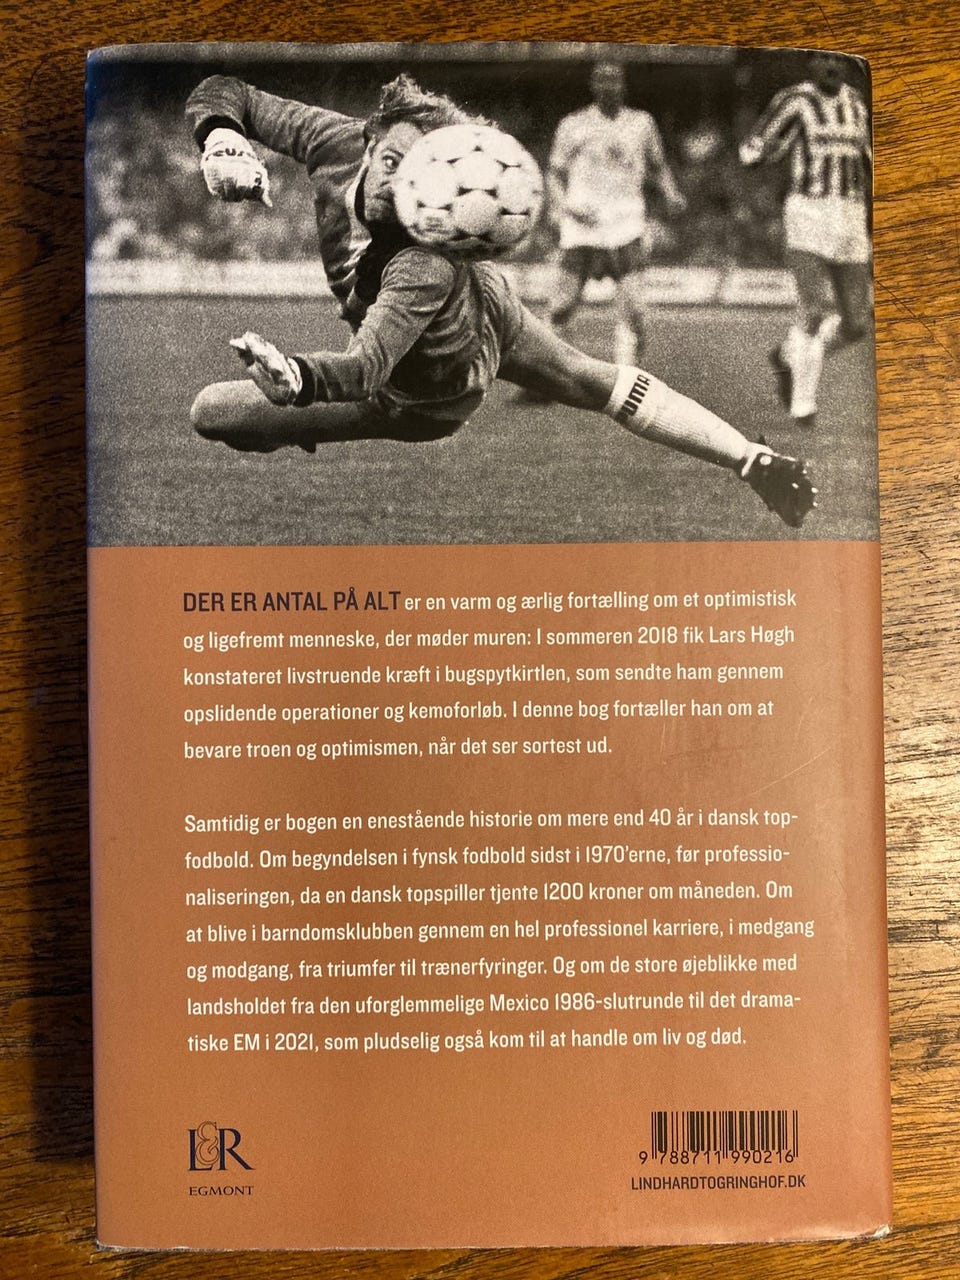 PUMA
DER ER ANTAL PÅ ALT er en varm og ærlig fortælling om et optimistisk
og ligefremt menneske, der møder muren: I sommeren 2018 fik Lars Høgh
konstateret livstruende kræft i bugspytkirtlen, som sendte ham gennem
opslidende operationer og kemoforløb. I denne bog fortæller han om at
bevare troen og optimismen, når det ser sortest ud.
Samtidig er bogen en enestående historie om mere end 40 år i dansk top-
fodbold. Om begyndelsen i fynsk fodbold sidst i 1970'erne, før professio-
naliseringen, da en dansk topspiller tjente 1200 kroner om måneden. Om
at blive i barndomsklubben gennem en hel professionel karriere, i medgang
og modgang, fra triumfer til trænerfyringer. Og om de store øjeblikke med
landsholdet fra den uforglemmelige Mexico 1986-slutrunde til det drama-
tiske EM i 2021, som pludselig også kom til at handle om liv og død.
L&R
EGMONT
9 788711 990216
LINDHARDTOGRINGHOF.DK